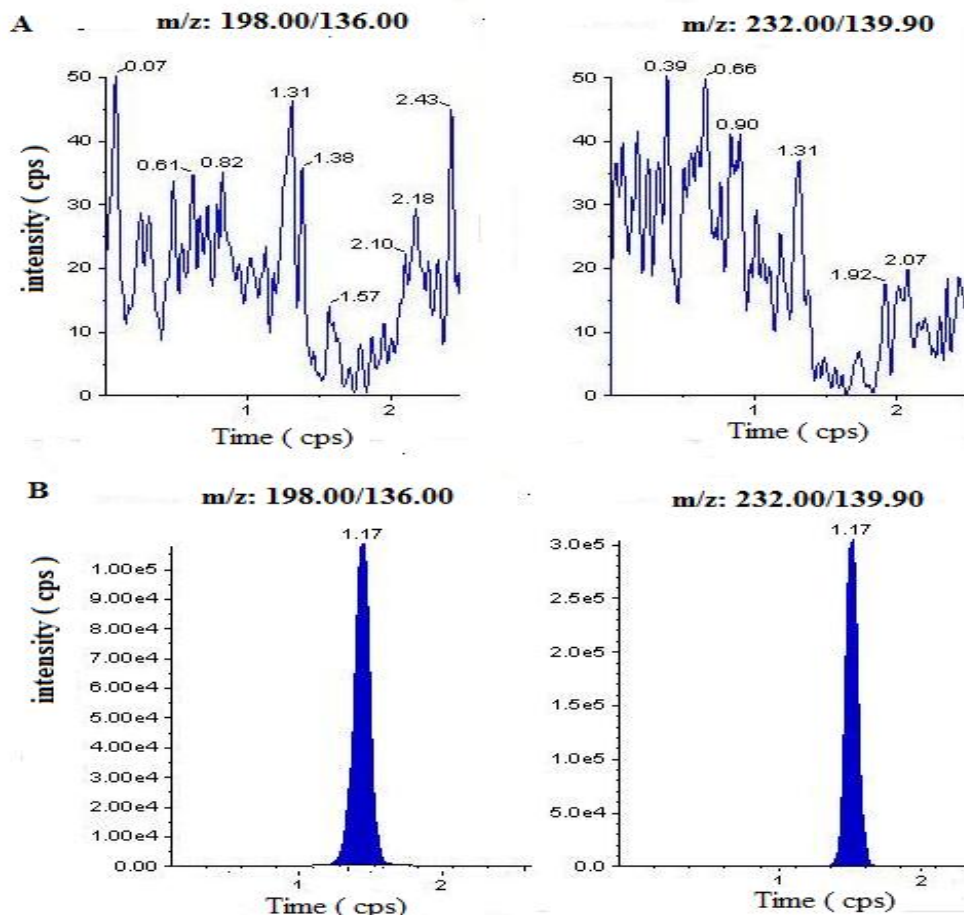 A
m/z: 198.00/136.00
m/z: 232.00/139.90
intensity (cps)
50
40
30
20
10
0
0.07
0.61
0.82
1.31
1.38
1.57
2.10
2.18
2.43
1
2
Time ( cps)
50
40
30
20
10
0
0.39
0.66
0.90
1.31
1.92
2.07
1
2
Time ( cps)
B
m/z: 198.00/136.00
m/z: 232.00/139.90
intensity ( cps )
1.17
1.00e5
9.00e4
8.00e4
7.00e4
6.00e4
5.00e4
4.00e4
3.00e4
2.00e4
1.00e4
0.00
1
2
Time ( cps)
1.17
3.0e5
2.5e5
2.0e5
1.5e5
1.0e5
5.0e4
0.0
1
2
Time ( cps)